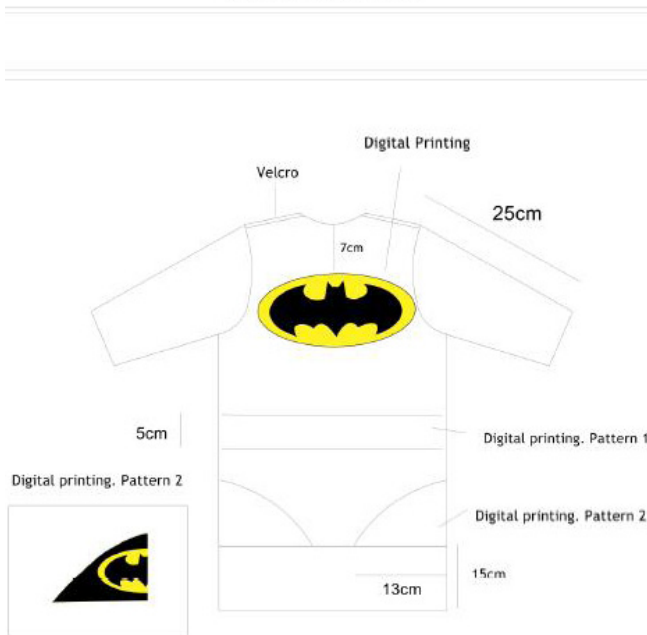 Digital Printing
Velcro
25cm
7cm
5cm
Digital printing. Pattern 1
Digital printing. Pattern 2
Digital printing. Pattern 2
15cm
13cm